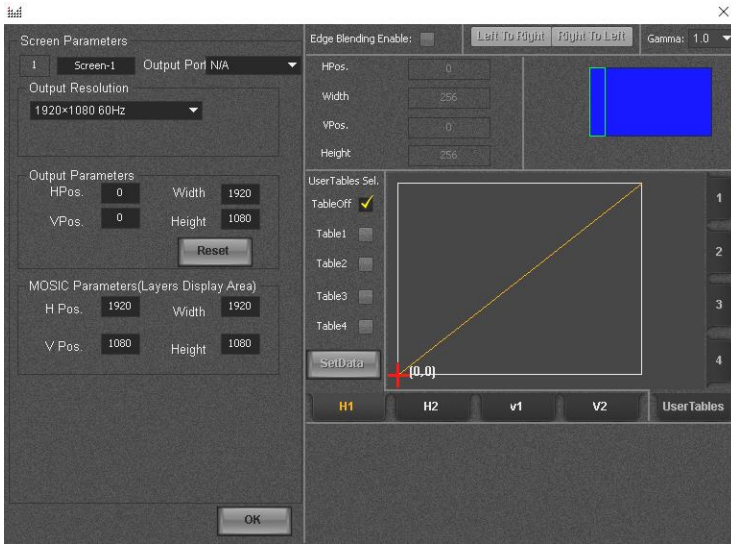 Screen Parameters
1 Screen-1 Output Port N/A
Output Resolution
1920×1080 60Hz
Output Parameters
HPos. 0 Width 1920
VPos. 0 Height 1080
Reset
MOSIC Parameters(Layers Display Area)
H Pos. 1920 Width 1920
V Pos. 1080 Height 1080
OK
Edge Blending Enable: Left To Right Right To Left Gamma: 1.0
HPos. 0
Width 256
VPos. 0
Height 256
UserTables Sel.
TableOff
Table1
Table2
Table3
Table4
SetData
(0,0)
1
2
3
4
H1 H2 v1 V2 UserTables